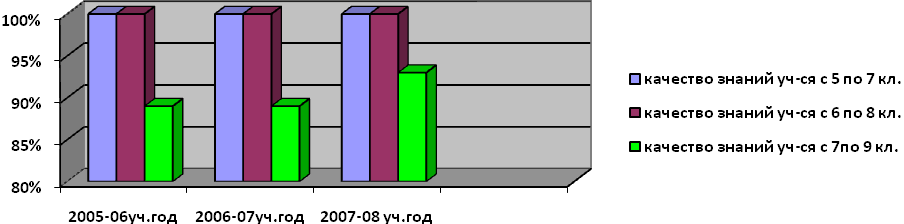 100%
95%
90%
85%
80%
2005-06уч.год
2006-07уч.год
2007-08 уч.год
качество знаний уч-ся с 5 по 7 кл.
качество знаний уч-ся с 6 по 8 кл.
качество знаний уч-ся с 7по 9 кл.